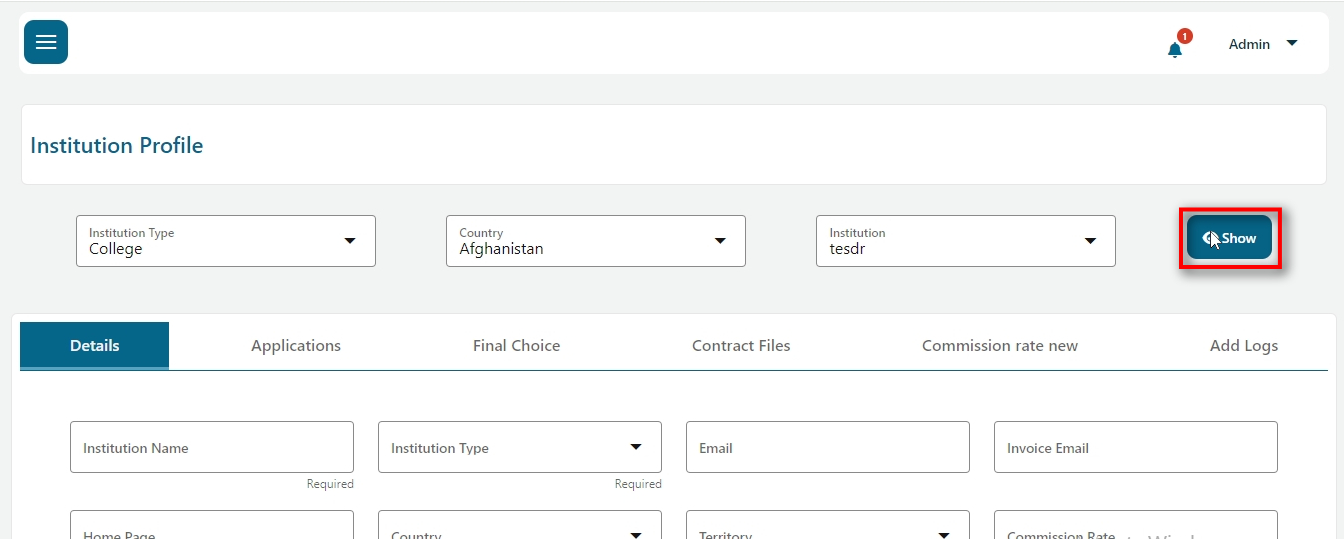 1
Admin
Institution Profile
Institution Type
College
Country
Afghanistan
Institution
tesdr
Show
Details
Applications
Final Choice
Contract Files
Commission rate new
Add Logs
Institution Name
Institution Type
Email
Invoice Email
Required
Required
Home Page
Country
Territory
Commission Rate